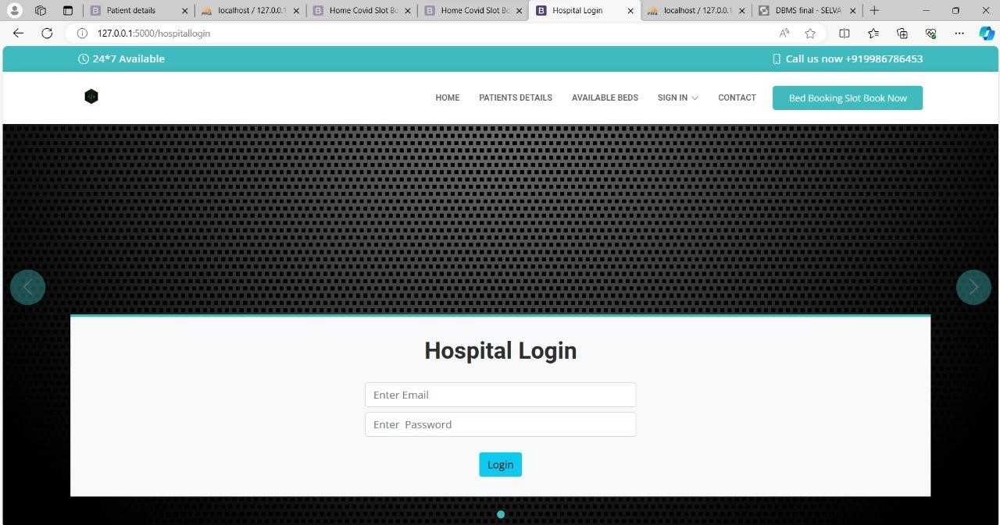 Patient details
localhost / 127.0.0.1
Home Covid Slot Bo
Home Covid Slot Bo
Hospital Login
localhost / 127.0.0.1
DBMS final - SELVA
127.0.0.1:5000/hospitallogin
24*7 Available
Call us now +919986786453
HOME PATIENTS DETAILS AVAILABLE BEDS SIGN IN CONTACT Bed Booking Slot Book Now
Hospital Login
Enter Email
Enter Password
Login